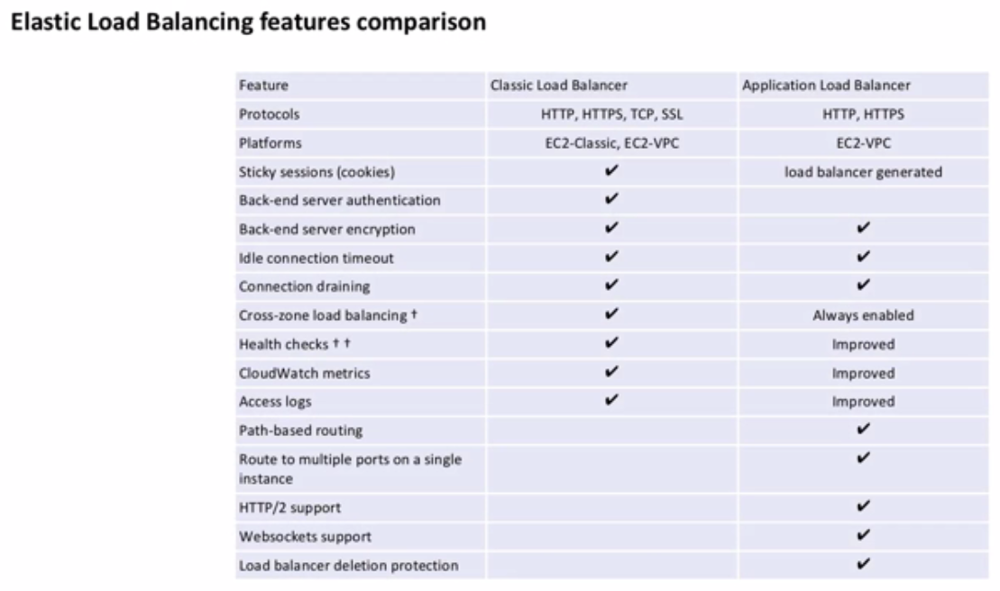 Elastic Load Balancing features comparison
Feature Classic Load Balancer Application Load Balancer
Protocols HTTP, HTTPS, TCP, SSL HTTP, HTTPS
Platforms EC2-Classic, EC2-VPC EC2-VPC
Sticky sessions (cookies) ✔ load balancer generated
Back-end server authentication ✔
Back-end server encryption ✔ ✔
Idle connection timeout ✔ ✔
Connection draining ✔ ✔
Cross-zone load balancing † ✔ Always enabled
Health checks † † ✔ Improved
CloudWatch metrics ✔ Improved
Access logs ✔ Improved
Path-based routing ✔
Route to multiple ports on a single ✔
instance
HTTP/2 support ✔
Websockets support ✔
Load balancer deletion protection ✔